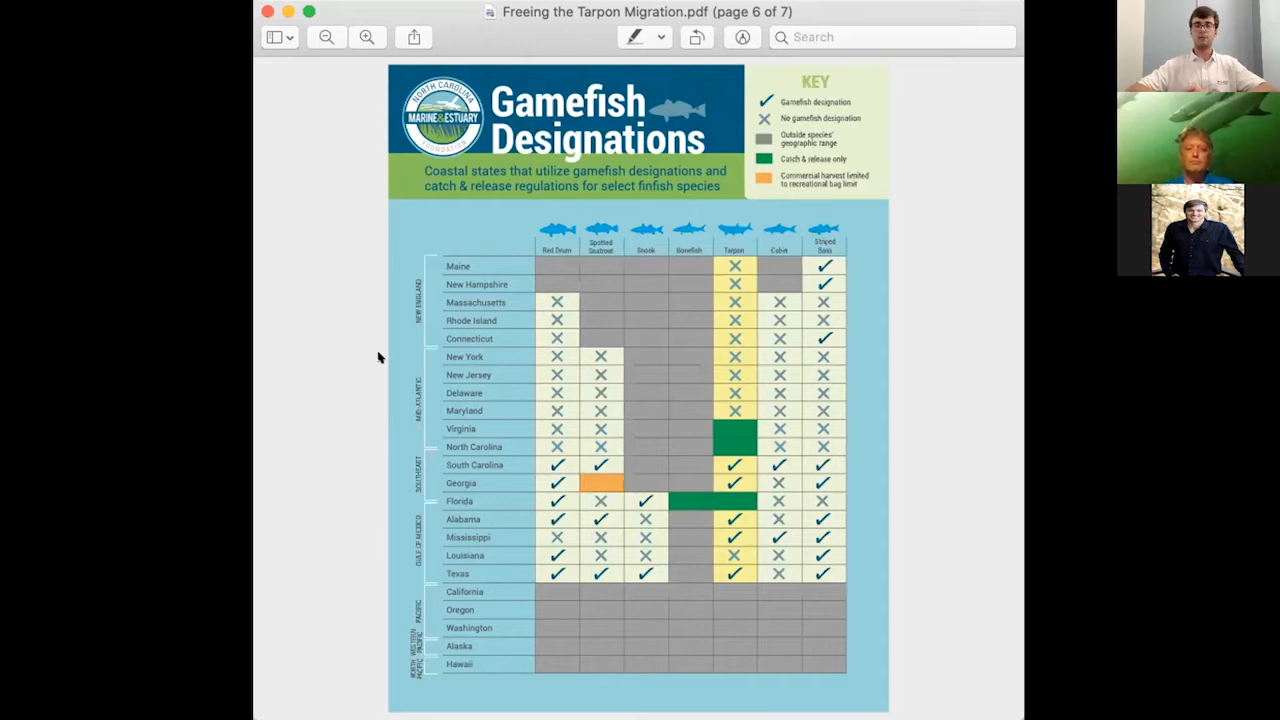 Freeing the Tarpon Migration.pdf (page 6 of 7)
Search
NORTH CAROLINA
MARINE&ESTUARY
FOUNDATION
Gamefish
Designations
Coastal states that utilize gamefish designations and
catch & release regulations for select finfish species
KEY
Gamefish designation
No gamefish designation
Outside species'
geographic range
Catch & release only
Commercial harvest limited
to recreational bag limit
Red Drum
Spotted
Seatrout
Snook
Bonefish
Tarpon
Cobia
Striped
Bass
NEW ENGLAND
Maine
New Hampshire
Massachusetts
Rhode Island
Connecticut
MID-ATLANTIC
New York
New Jersey
Delaware
Maryland
Virginia
North Carolina
SOUTHEAST
South Carolina
Georgia
Florida
GULF OF MEXICO
Alabama
Mississippi
Louisiana
Texas
PACIFIC
California
Oregon
Washington
WESTERN
PACIFIC
Alaska
NORTH
PACIFIC
Hawaii